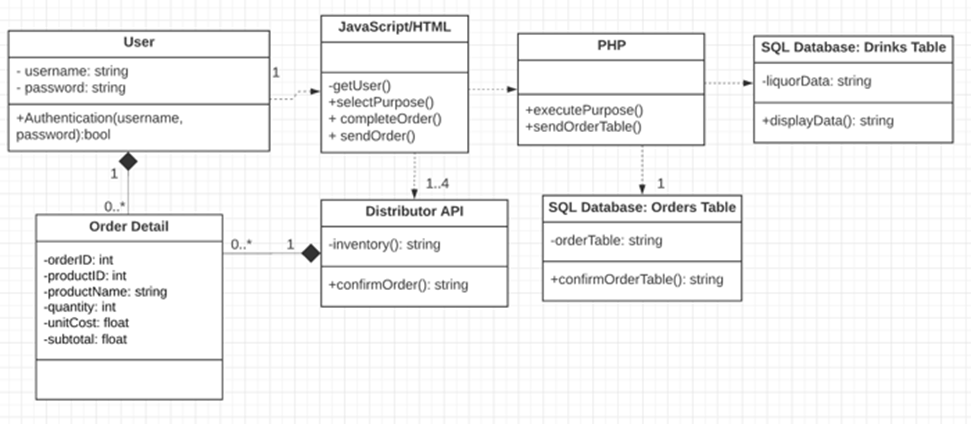 User
- username: string
- password: string
+Authentication(username,
password):bool
1
JavaScript/HTML
-getUser()
+selectPurpose()
+ completeOrder()
+ sendOrder()
PHP
+executePurpose()
+sendOrderTable()
SQL Database: Drinks Table
-liquorData: string
+displayData(): string
1
0..*
1..4
1
Order Detail
-orderID: int
-productID: int
-productName: string
-quantity: int
-unitCost: float
-subtotal: float
0..*
1
Distributor API
-inventory(): string
+confirmOrder(): string
SQL Database: Orders Table
-orderTable: string
+confirmOrderTable(): string